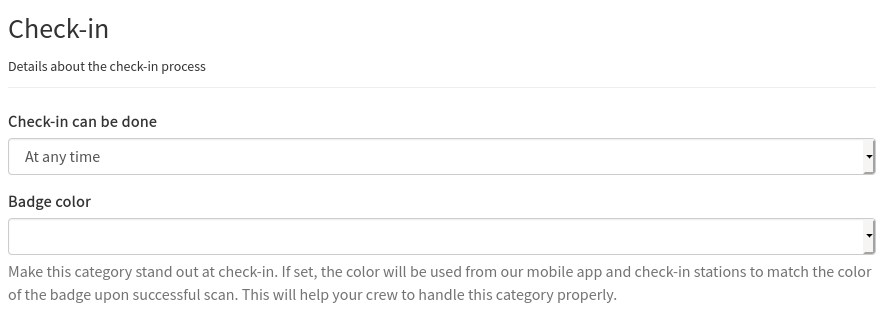 Check-in
Details about the check-in process
Check-in can be done
At any time
Badge color
Make this category stand out at check-in. If set, the color will be used from our mobile app and check-in stations to match the color
of the badge upon successful scan. This will help your crew to handle this category properly.